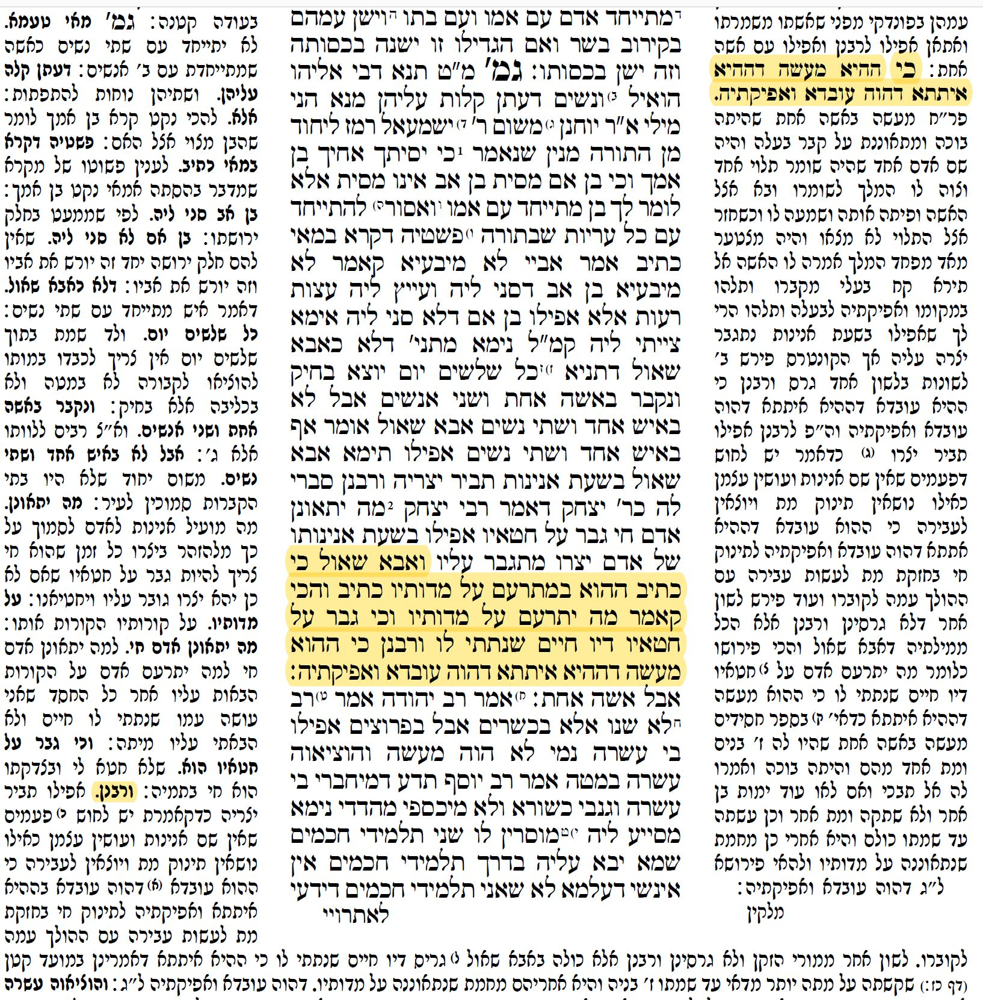 עמהן בפונדקי מפני שאשתו משמרתו
ואתאן אפילו לרבנן ואפילו עם אשה
אחת: כי ההיא מעשה דההיא
איתתא דהוה עובדא ואפיקתיה.
פר״ח מעשה באשה אחת שהיתה
בוכה ומתאוננת על קבר בעלה והיה
שם אדם אחד שהיה שומר תלוי אחד
וצוה לו המלך לשומרו ובא אצל
האשה ופיתה אותה ושמעה לו וכשחזר
אצל התלוי לא מצאו והיה מצטער
מאד מפחד המלך אמרה לו האשה אל
תירא קח בעלי מקברו ותלהו
במקומו ואפיקתיה לבעלה ותלהו הרי
לך שאפילו בשעת אנינות נתגבר
יצרה עליה אך הקונטרס פירש ב׳
לשונות בלשון אחד גרס ורבנן כי
ההיא עובדא דההיא איתתא דהוה
עובדא ואפיקתיה וה״פ לרבנן אפילו
תביר יצרו (ג) כדאמר יש לחוש
דפעמים שאין שם אנינות ועושין עצמן
כאילו נושאין תינוק מת ויוצאין
לעבירה כי ההוא עובדא דההיא
אתתא דהוה עובדא ואפיקתיה לתינוק
חי בחזקת מת לעשות עבירה עם
ההולך עמה לקוברו ועוד פירש לשון
אחר דלא גרסינן ורבנן אלא הכל
ממילתיה דאבא שאול והכי פירושו
כלומר מה יתרעם אדם על צ) חטאיו
דיו חיים שנתתי לו כי ההוא מעשה
דההיא איתתא כדאי׳ ק) בספר חסידים
מעשה באשה אחת שהיו לה ז׳ בנים
ומת אחד מהם והיתה בוכה ואמרו
לה אל תבכי ואם לאו עוד ימות בן
אחר ולא שתקה ומת אחר וכן עשתה
עד שמתו כולם והיא אחרי כן מחמת
שנתאוננה על מדותיו ולהאי פירושא
ל״ג דהוה עובדא ואפיקתיה:
מלקין
ד מתייחד אדם עם אמו ועם בתו ה וישן עמהם
בקירוב בשר ואם הגדילו זו ישנה בכסותה
וזה ישן בכסותו: גמ׳ מ״ט תנא דבי אליהו
הואיל ב) ונשים דעתן קלות עליהן מנא הני
מילי א״ר יוחנן ג) משום ר׳ ד) ישמעאל רמז ליחוד
מן התורה מנין שנאמר 1 כי יסיתך אחיך בן
אמך וכי בן אם מסית בן אב אינו מסית אלא
לומר לך בן מתייחד עם אמו ו ואסור ה) להתייחד
עם כל עריות שבתורה ו) פשטיה דקרא במאי
כתיב אמר אביי לא מיבעיא קאמר לא
מיבעיא בן אב דסני ליה ועייץ ליה עצות
רעות אלא אפילו בן אם דלא סני ליה אימא
צייתי ליה קמ״ל נימא מתני׳ דלא כאבא
שאול דתניא ז) ז כל שלשים יום יוצא בחיק
ונקבר באשה אחת ושני אנשים אבל לא
באיש אחד ושתי נשים אבא שאול אומר אף
באיש אחד ושתי נשים אפילו תימא אבא
שאול בשעת אנינות תביר יצריה ורבנן סברי
לה כר׳ יצחק דאמר רבי יצחק 2 מה יתאונן
אדם חי גבר על חטאיו אפילו בשעת אנינותו
של אדם יצרו מתגבר עליו ואבא שאול כי
כתיב ההוא במתרעם על מדותיו כתיב והכי
קאמר מה יתרעם על מדותיו וכי גבר על
חטאיו דיו חיים שנתתי לו ורבנן כי ההוא
מעשה דההיא איתתא דהוה עובדא ואפיקתיה:
אבל אשה אחת: ח) אמר רב יהודה אמר ט) רב
ח לא שנו אלא בכשרים אבל בפרוצים אפילו
בי עשרה נמי לא הוה מעשה והוציאוה
עשרה במטה אמר רב יוסף תדע דמיחברי בי
עשרה וגנבי כשורא ולא מיכספי מהדדי נימא
מסייע ליה י) ט מוסרין לו שני תלמידי חכמים
שמא יבא עליה בדרך תלמידי חכמים אין
אינשי דעלמא לא שאני תלמידי חכמים דידעי
לאתרויי
בעודה קטנה: גמ׳ מאי טעמא.
לא יתייחד עם שתי נשים כאשה
שמתייחדת עם ב׳ אנשים: דעתן קלה
עליהן. ושתיהן נוחות להתפתות:
אלא. להכי נקט קרא בן אמך לומר
שהבן מצוי אצל האם: פשטיה דקרא
במאי כתיב. לענין פשוטו של מקרא
שמדבר בהסתה אמאי נקט בן אמך:
בן אב סני ליה. לפי שממעט בחלק
ירושתו: בן אם לא סני ליה. שאין
להם חלק ירושה יחד זה יורש את אביו
וזה יורש את אביו: דלא כאבא שאול.
דאמר איש מתייחד עם שתי נשים:
כל שלשים יום. ולד שמת בתוך
שלשים יום אין צריך לכבדו במותו
להוציאו לקבורה לא במטה ולא
בכליבה אלא בחיק: ונקבר באשה
אחת ושני אנשים. וא״צ רבים ללוותו
אלא ג׳: אבל לא באיש אחד ושתי
נשים. משום יחוד שלא היו בתי
הקברות סמוכין לעיר: מה יתאונן.
מה מועיל אנינות לאדם לסמוך על
כך מלהזהר ביצרו כל זמן שהוא חי
צריך להיות גבר על חטאיו שאם לא
כן יהא יצרו גובר עליו ויחטיאנו: על
מדותיו. על קורותיו הקורות אותו:
מה יתאונן אדם חי. למה יתאונן אדם
חי למה יתרעם אדם על הקורות
הבאות עליו אחר כל החסד שאני
עושה עמו שנתתי לו חיים ולא
הבאתי עליו מיתה: וכי גבר על
חטאיו הוא. שלא חטא לי ובצדקתו
הוא חי בתמיה: ורבנן. אפילו תביר
יצריה כדקאמרת יש לחוש כ) פעמים
שאין שם אנינות ועושין עצמן כאילו
נושאין תינוק מת ויוצאין לעבירה כי
ההוא עובדא (א) דהוה עובדא בההיא
איתתא ואפיקתיה לתינוק חי בחזקת
מת לעשות עבירה עם ההולך עמה
לקוברו. לשון אחר ממורי הזקן ולא גרסינן ורבנן אלא כולה באבא שאול ל) גריס דיו חיים שנתתי לו כי ההיא איתתא דאמרינן במועד קטן
(דף כז:) שקשתה על מתה יותר מדאי עד שמתו ז׳ בניה והיא אחריהם מחמת שנתאוננה על מדותיו. דהוה עובדא ואפיקתיה ל״ג: והוציאוה עשרה